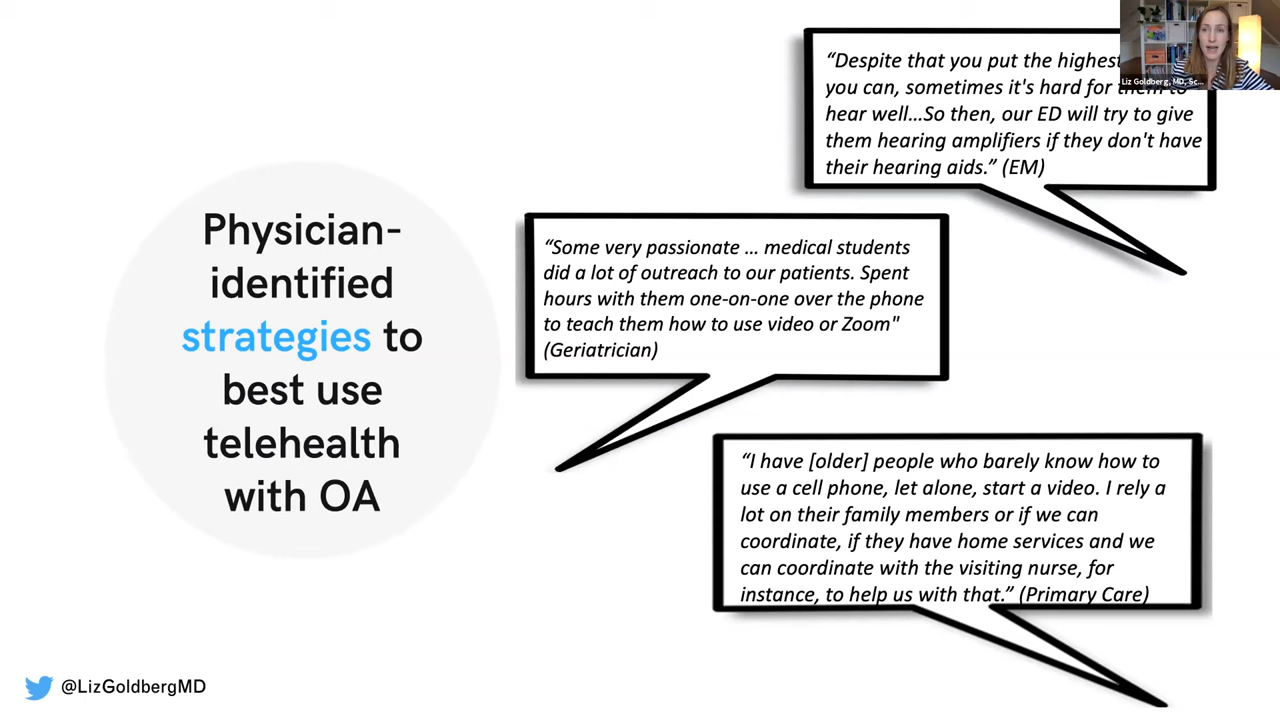 Physician-
identified
strategies to
best use
telehealth
with OA
“Despite that you put the highest
you can, sometimes it's hard for them to
hear well…So then, our ED will try to give
them hearing amplifiers if they don't have
their hearing aids.” (EM)
“Some very passionate … medical students
did a lot of outreach to our patients. Spent
hours with them one-on-one over the phone
to teach them how to use video or Zoom"
(Geriatrician)
“I have [older] people who barely know how to
use a cell phone, let alone, start a video. I rely a
lot on their family members or if we can
coordinate, if they have home services and we
can coordinate with the visiting nurse, for
instance, to help us with that.” (Primary Care)
@LizGoldbergMD
Liz Goldberg, MD, Sc...